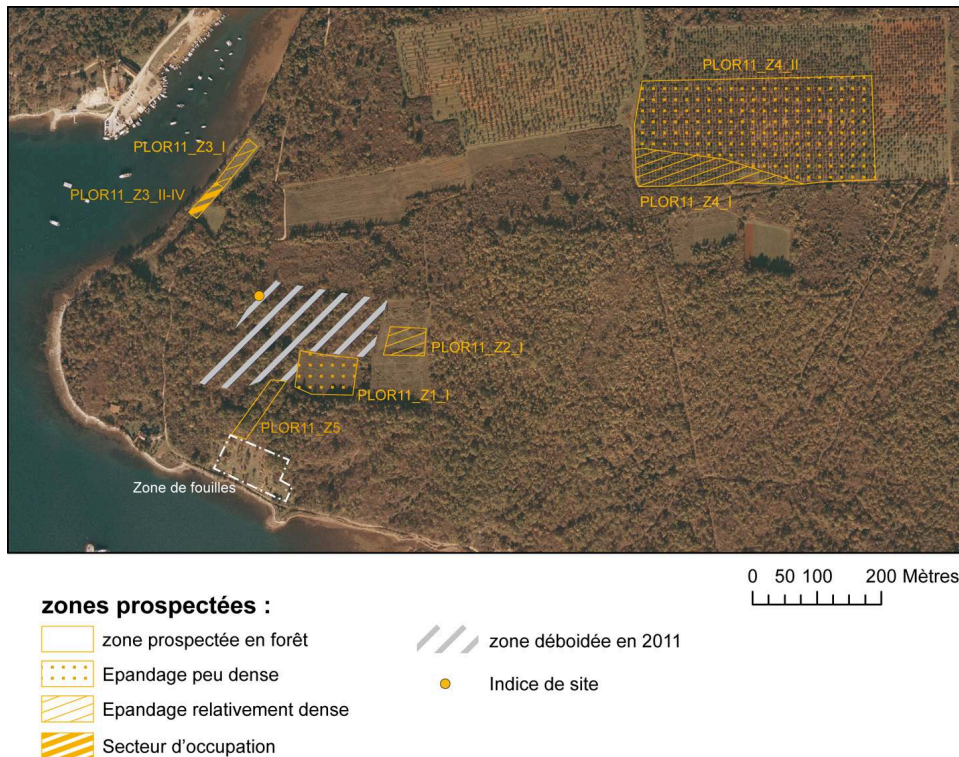 PLOR11_Z4_II
PLOR11_Z3_I
PLOR11_Z3_II-IV
PLOR11_Z4_I
PLOR11_Z2_I
PLOR11_Z1_I
PLOR11_Z5
Zone de fouilles
0 50 100 200 Mètres
zones prospectées :
zone prospectée en forêt
Epandage peu dense
Epandage relativement dense
Secteur d'occupation
zone déboidée en 2011
Indice de site